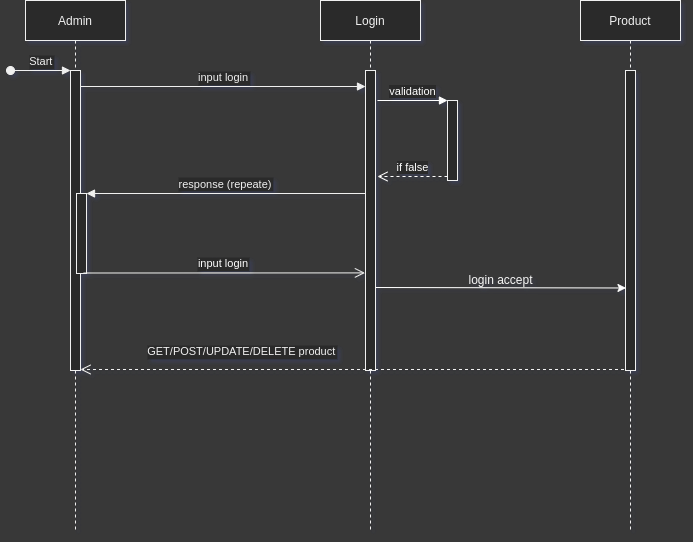 Admin
Login
Product
Start
input login
validation
if false
response (repeate)
input login
login accept
GET/POST/UPDATE/DELETE product